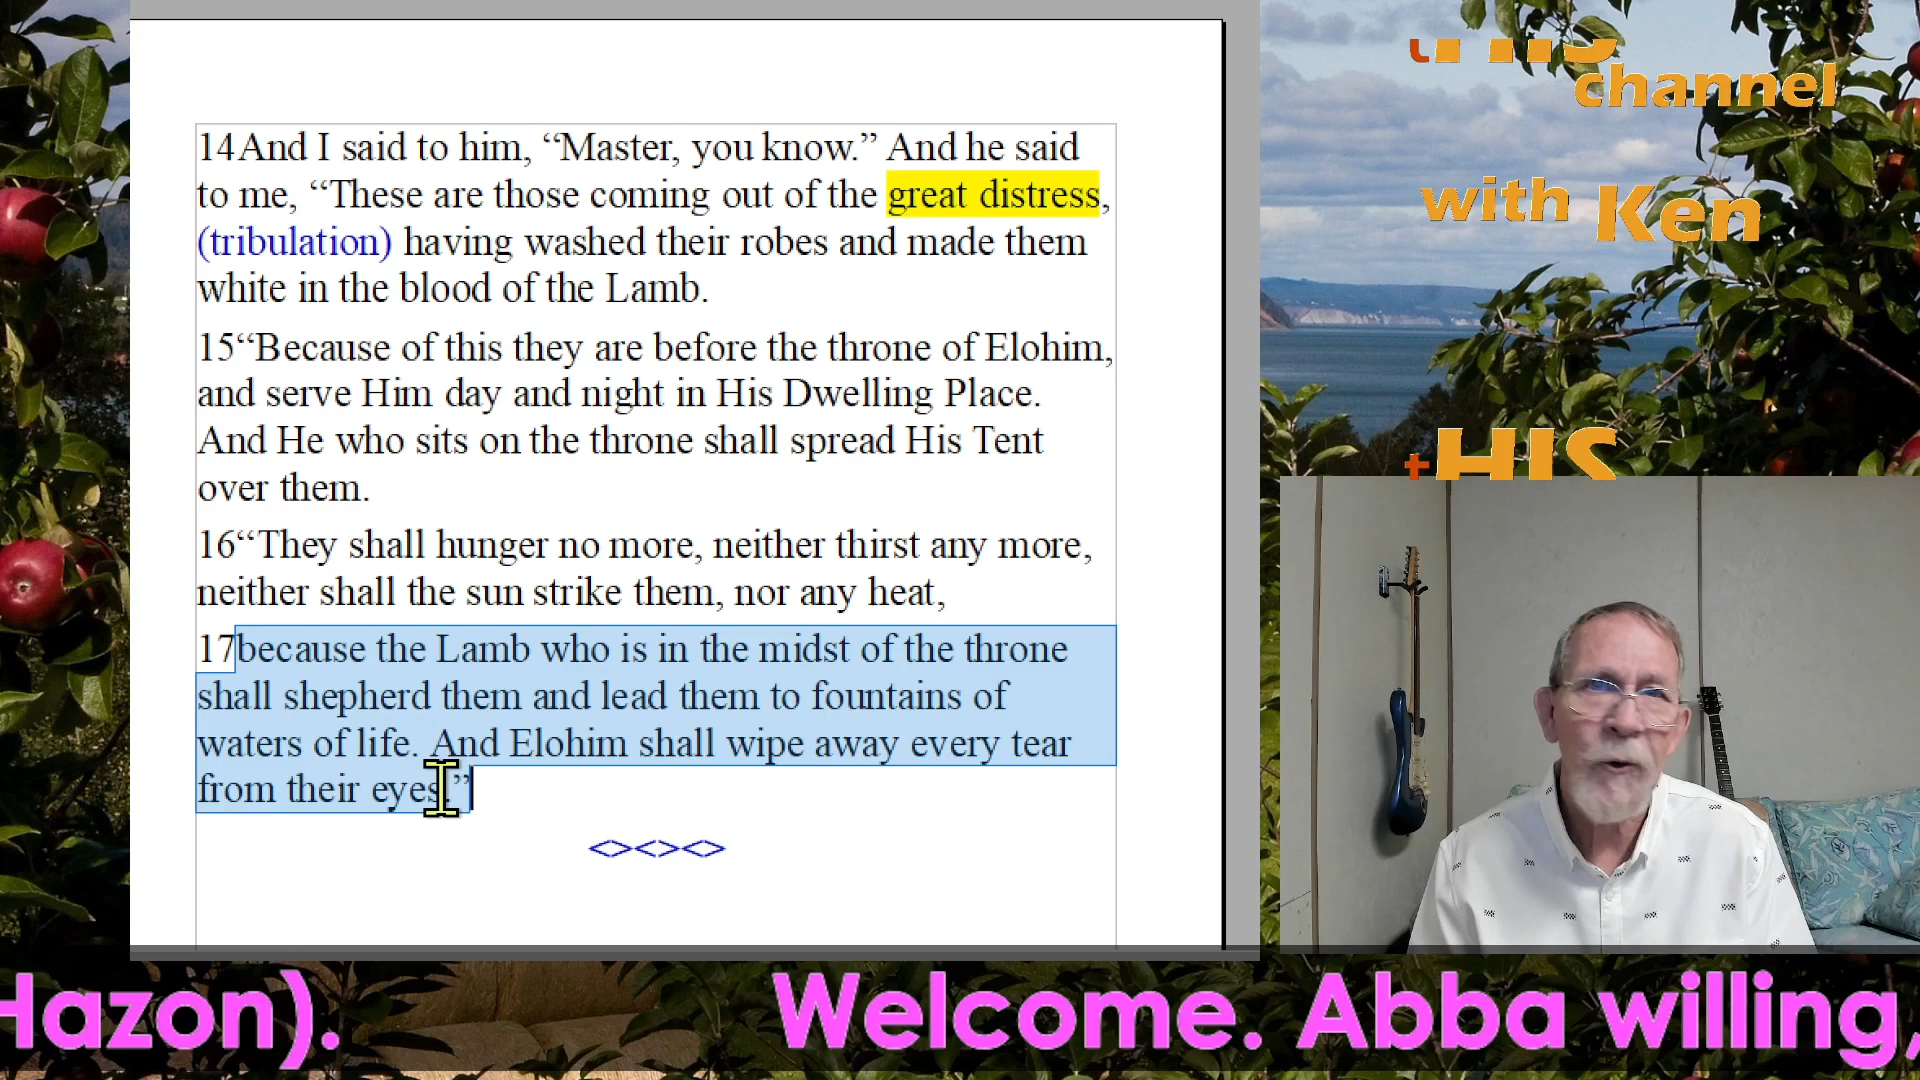 14And I said to him, “Master, you know.” And he said
to me, “These are those coming out of the great distress,
(tribulation) having washed their robes and made them
white in the blood of the Lamb.
15“Because of this they are before the throne of Elohim,
and serve Him day and night in His Dwelling Place.
And He who sits on the throne shall spread His Tent
over them.
16“They shall hunger no more, neither thirst any more,
neither shall the sun strike them, nor any heat,
17because the Lamb who is in the midst of the throne
shall shepherd them and lead them to fountains of
waters of life. And Elohim shall wipe away every tear
from their eyes.”
<><><>
HIS
channel
with Ken
+HIS
Hazon). Welcome. Abba willing,